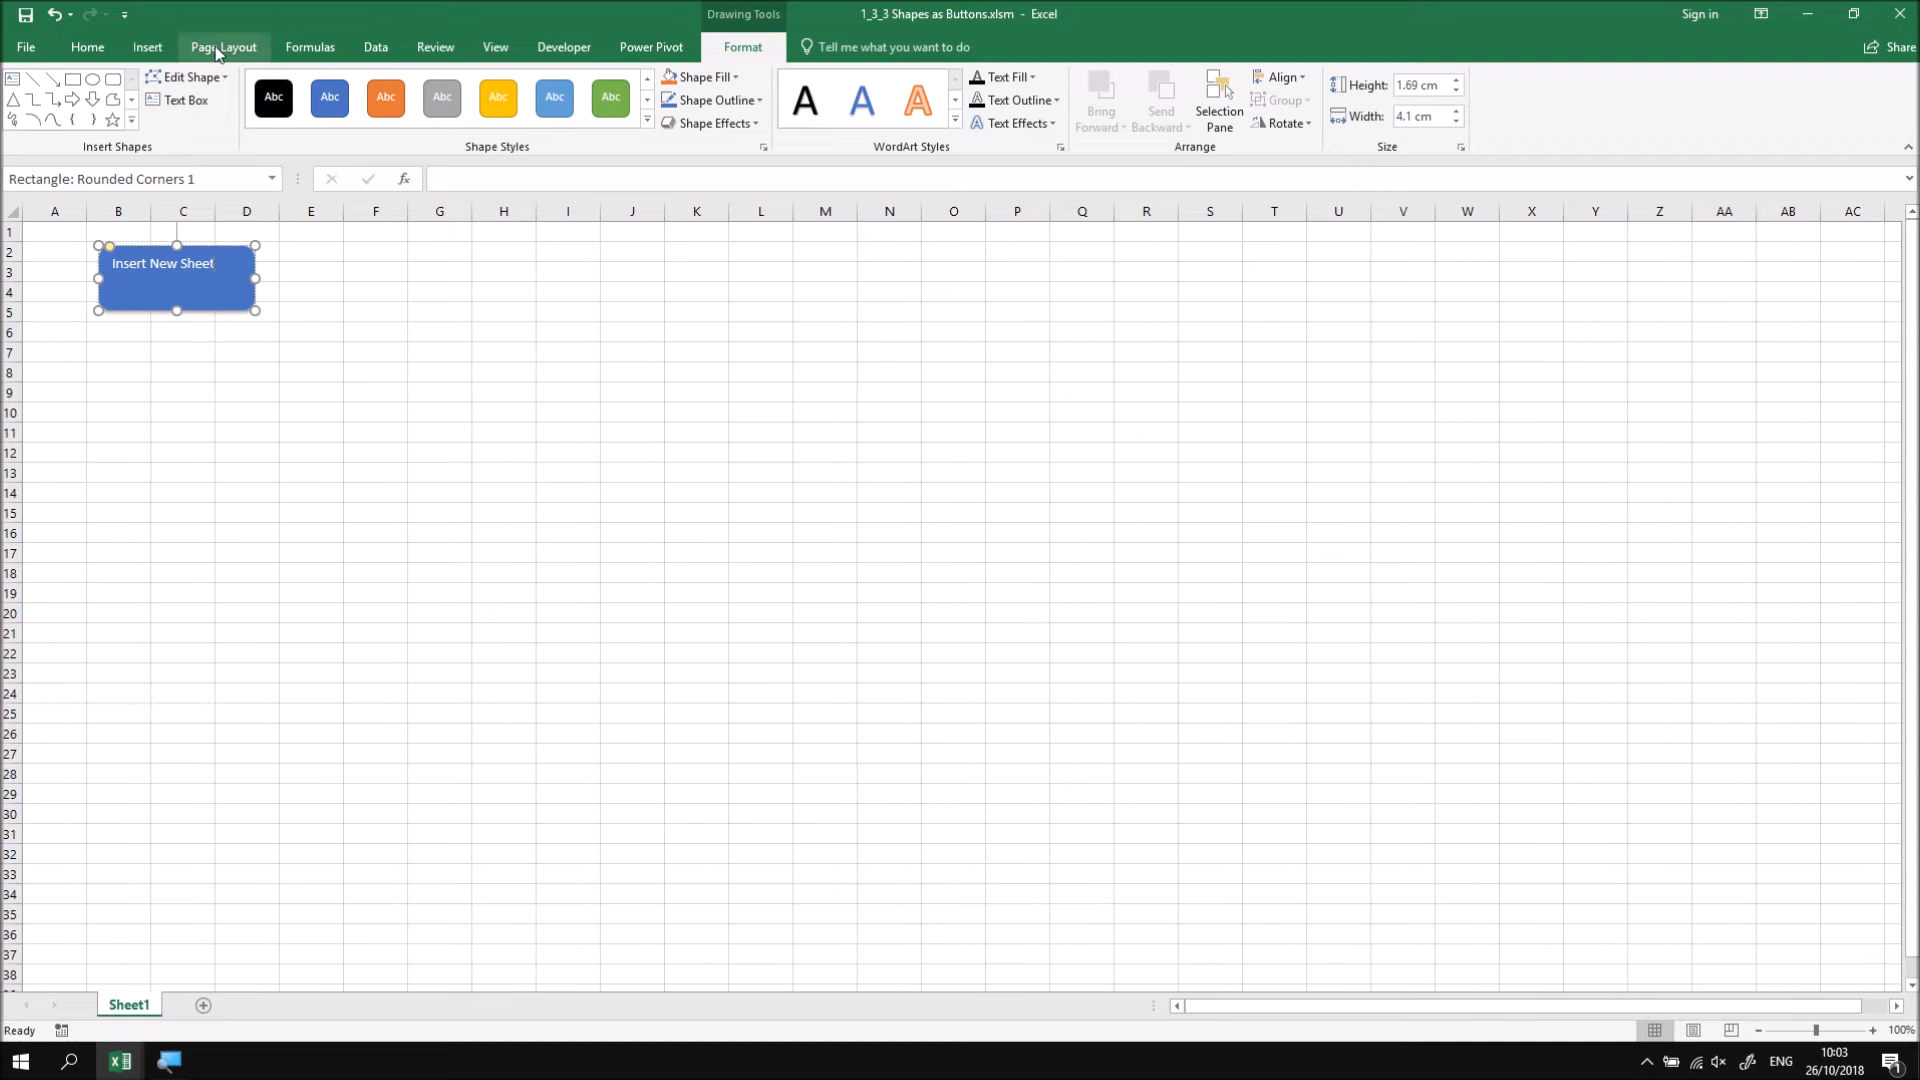 Drawing Tools
1_3_3 Shapes as Buttons.xlsm - Excel
Sign in
File Home Insert Page Layout Formulas Data Review View Developer Power Pivot Format Tell me what you want to do Share
Edit Shape
Text Box
Insert Shapes
Abc Abc Abc Abc Abc Abc Abc
Shape Styles
Shape Fill
Shape Outline
Shape Effects
A A A
WordArt Styles
Text Fill
Text Outline
Text Effects
Bring Forward
Send Backward
Selection Pane
Align
Group
Rotate
Arrange
Height: 1.69 cm
Width: 4.1 cm
Size
Rectangle: Rounded Corners 1
fx
A B C D E F G H I J K L M N O P Q R S T U V W X Y Z AA AB AC
1
2
3
4
5
6
7
8
9
10
11
12
13
14
15
16
17
18
19
20
21
22
23
24
25
26
27
28
29
30
31
32
33
34
35
36
37
38
Insert New Sheet
Sheet1
Ready
100%
ENG
10:03
26/10/2018
1